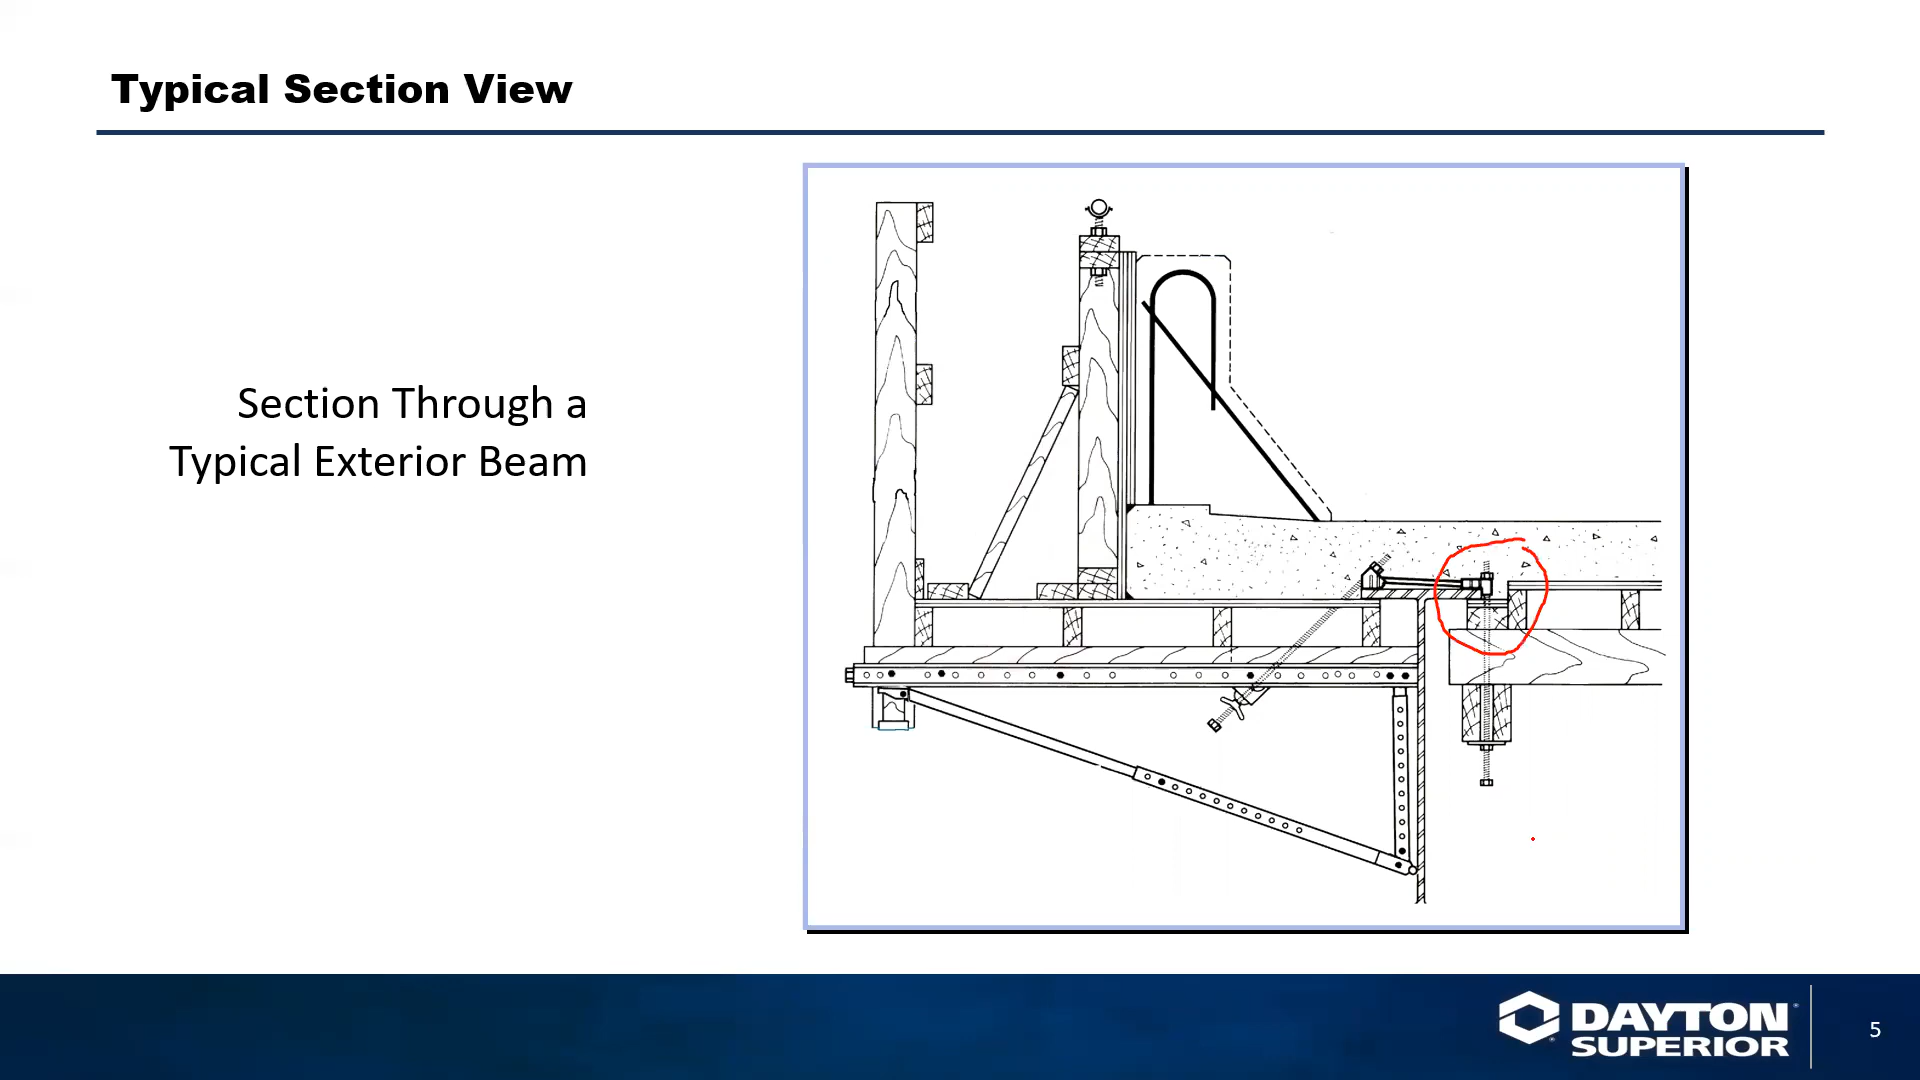 Typical Section View
Section Through a
Typical Exterior Beam
DAYTON
SUPERIOR
5